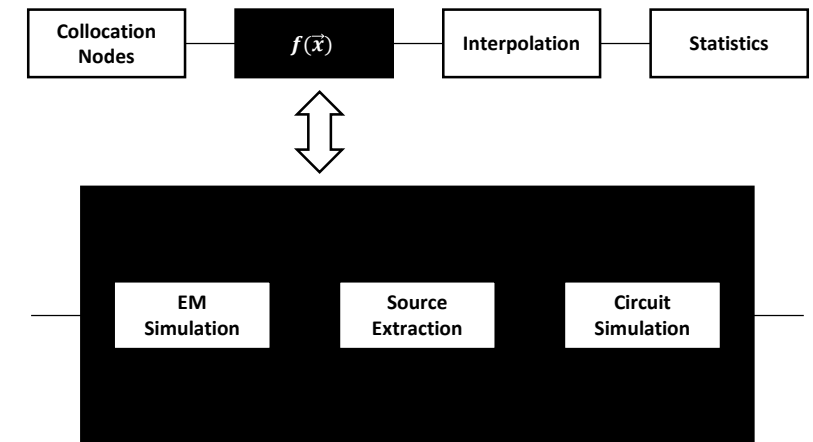 Collocation
Nodes
f(x⃗)
Interpolation
Statistics
EM
Simulation
Source
Extraction
Circuit
Simulation